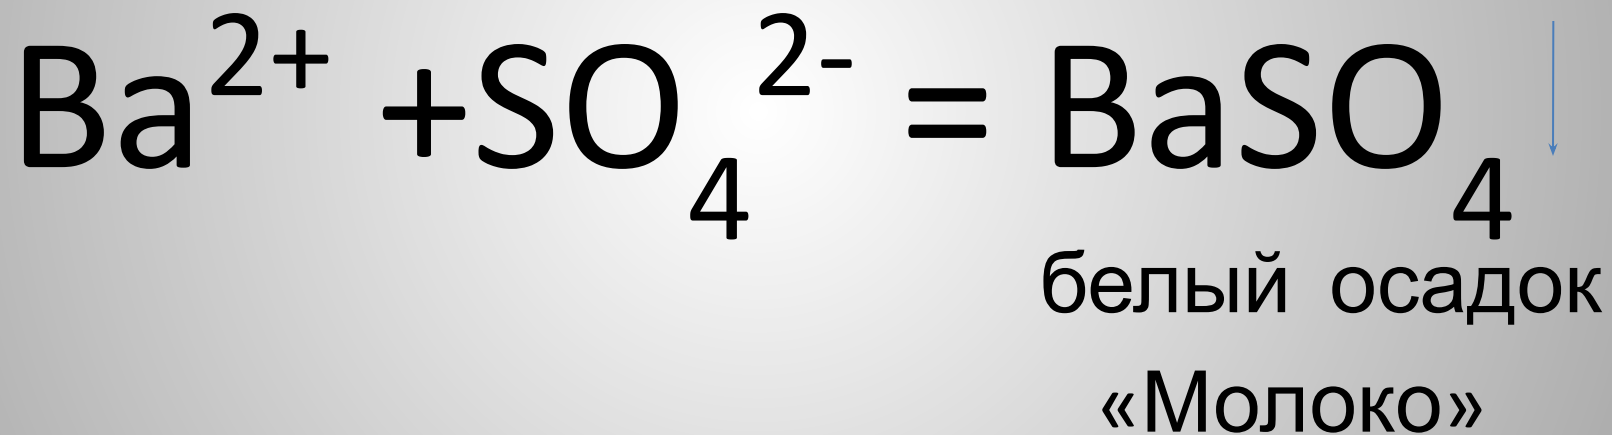 Ba²⁺ +SO₄²⁻ = BaSO₄↓
белый осадок
«Молоко»